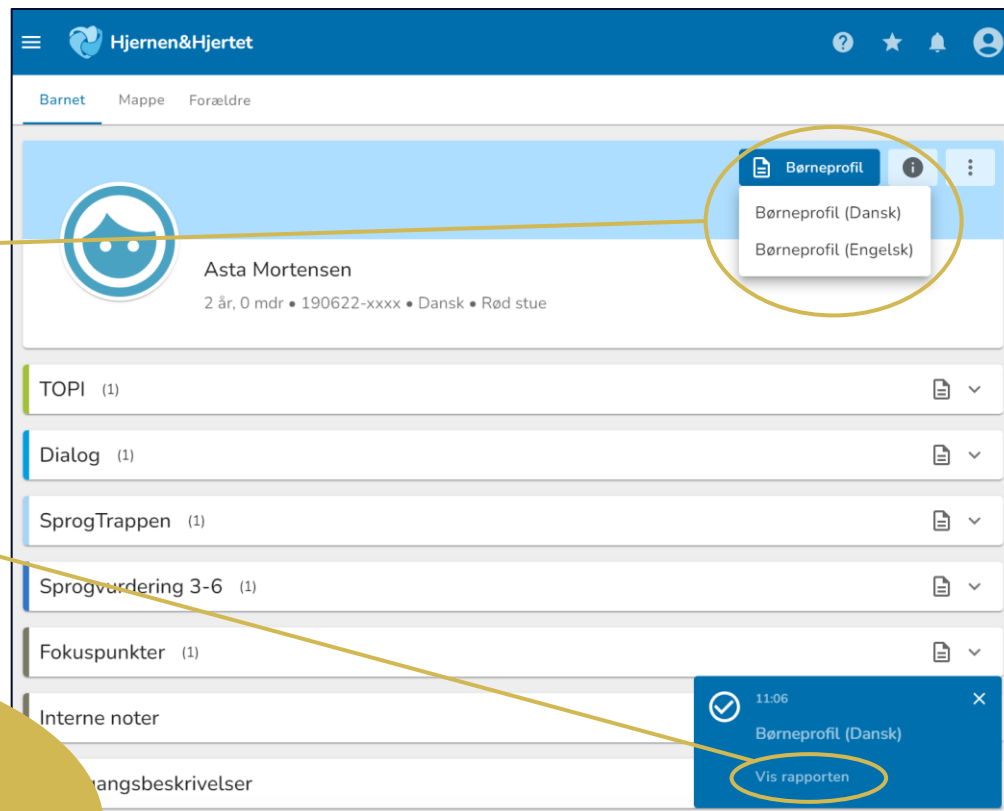 Hjernen&Hjertet
Barnet Mappe Forældre
Børneprofil
Børneprofil (Dansk)
Børneprofil (Engelsk)
Asta Mortensen
2 år, 0 mdr • 190622-xxxx • Dansk • Rød stue
TOPI (1)
Dialog (1)
SprogTrappen (1)
Sprogvurdering 3-6 (1)
Fokuspunkter (1)
Interne noter
angsbeskrivelser
11:06
Børneprofil (Dansk)
Vis rapporten